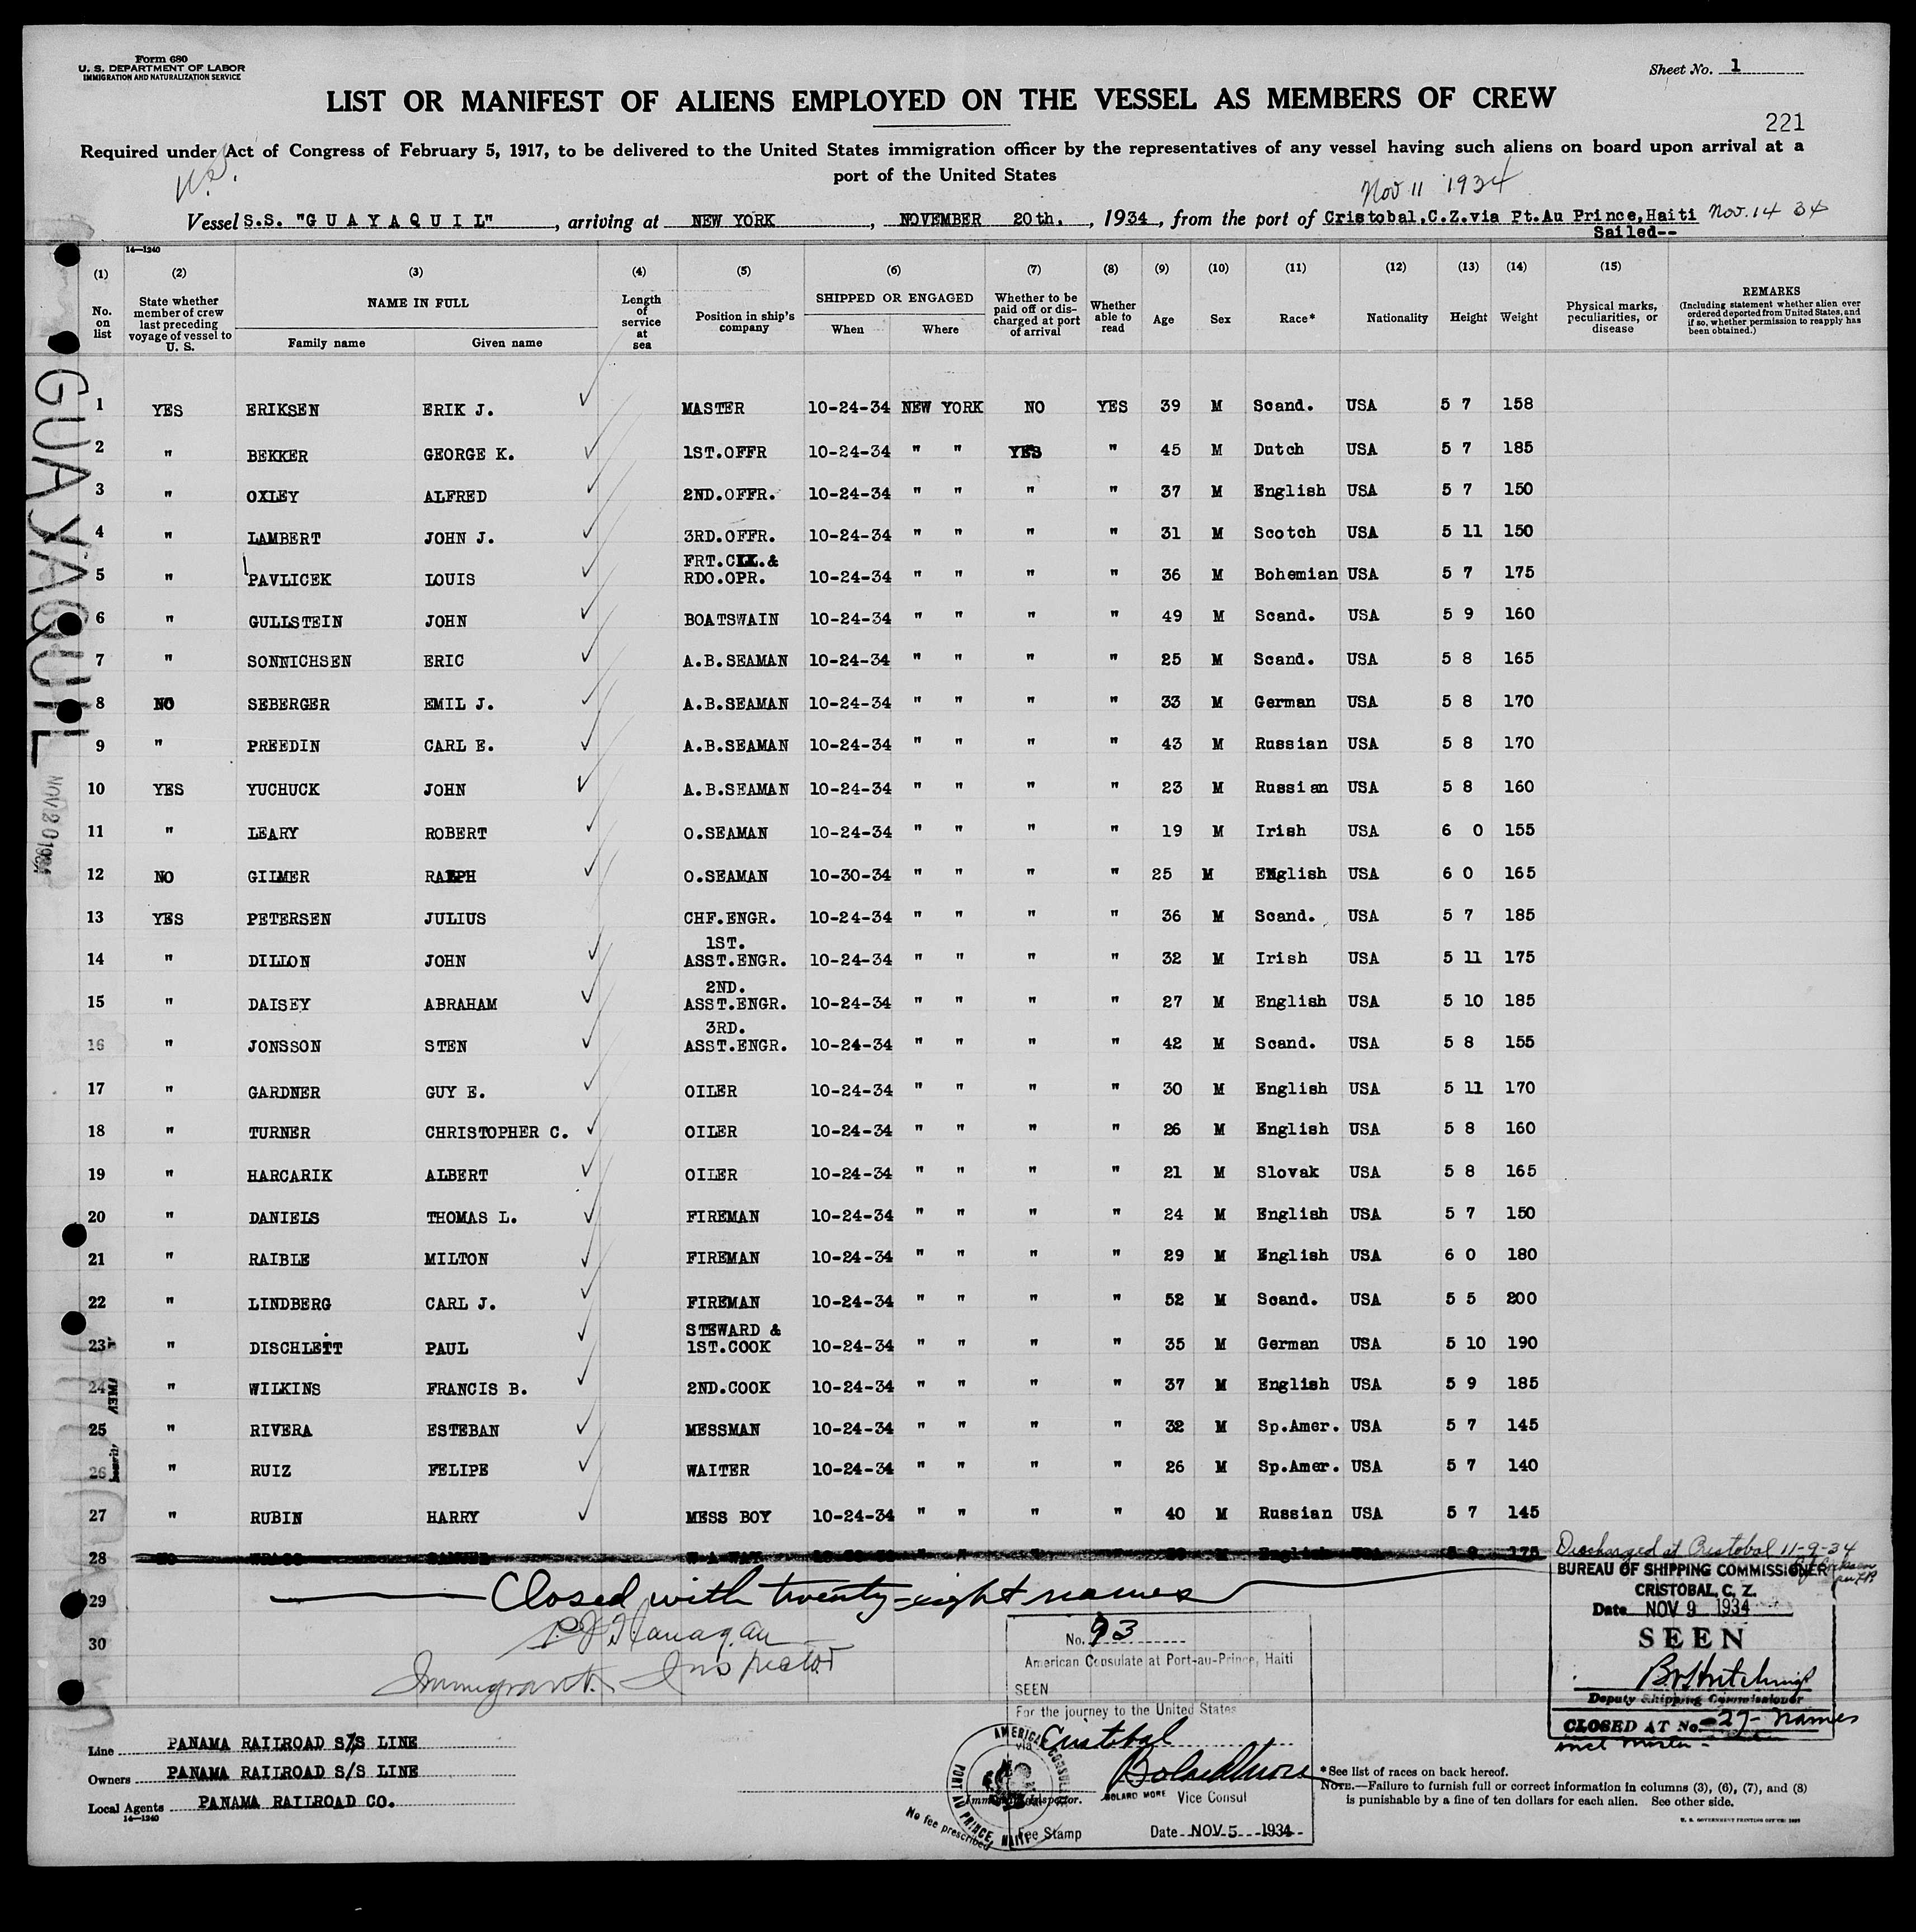 Form 680
U. S. DEPARTMENT OF LABOR
IMMIGRATION AND NATURALIZATION SERVICE
Sheet No. 1
LIST OR MANIFEST OF ALIENS EMPLOYED ON THE VESSEL AS MEMBERS OF CREW
221
Required under Act of Congress of February 5, 1917, to be delivered to the United States immigration officer by the representatives of any vessel having such aliens on board upon arrival at a
port of the United States
Nov 11 1934
Vessel S.S. "G U A Y A Q U I L", arriving at NEW YORK, NOVEMBER 20th, 1934, from the port of Cristobal,C.Z.via Pt.Au Prince,Haiti Nov. 14 34
Sailed--
14—1240
(1) (2) (3) (4) (5) (6) (7) (8) (9) (10) (11) (12) (13) (14) (15)
No. on list
State whether member of crew last preceding voyage of vessel to U. S.
NAME IN FULL
Family name Given name
Length of service at sea
Position in ship's company
SHIPPED OR ENGAGED
When Where
Whether to be paid off or discharged at port of arrival
Whether able to read
Age Sex Race* Nationality Height Weight
Physical marks, peculiarities, or disease
REMARKS
(Including statement whether alien ever ordered deported from United States, and if so, whether permission to reapply has been obtained.)
1 YES ERIKSEN ERIK J. MASTER 10-24-34 NEW YORK NO YES 39 M Scand. USA 5 7 158
2 " BEKKER GEORGE K. 1ST.OFFR 10-24-34 " " YES " 45 M Dutch USA 5 7 185
3 " OXLEY ALFRED 2ND.OFFR. 10-24-34 " " " " 37 M English USA 5 7 150
4 " LAMBERT JOHN J. 3RD.OFFR. 10-24-34 " " " " 31 M Scotch USA 5 11 150
FRT.CLK.&
5 " PAVLICEK LOUIS RDO.OPR. 10-24-34 " " " " 36 M Bohemian USA 5 7 175
6 " GULLSTEIN JOHN BOATSWAIN 10-24-34 " " " " 49 M Scand. USA 5 9 160
7 " SONNICHSEN ERIC A.B.SEAMAN 10-24-34 " " " " 25 M Scand. USA 5 8 165
8 NO SEBERGER EMIL J. A.B.SEAMAN 10-24-34 " " " " 33 M German USA 5 8 170
9 " PREEDIN CARL E. A.B.SEAMAN 10-24-34 " " " " 43 M Russian USA 5 8 170
10 YES YUCHUCK JOHN A.B.SEAMAN 10-24-34 " " " " 23 M Russian USA 5 8 160
11 " LEARY ROBERT O.SEAMAN 10-24-34 " " " " 19 M Irish USA 6 0 155
12 NO GILMER RALPH O.SEAMAN 10-30-34 " " " " 25 M English USA 6 0 165
13 YES PETERSEN JULIUS CHF.ENGR. 10-24-34 " " " " 36 M Scand. USA 5 7 185
1ST.
14 " DILLON JOHN ASST.ENGR. 10-24-34 " " " " 32 M Irish USA 5 11 175
2ND.
15 " DAISEY ABRAHAM ASST.ENGR. 10-24-34 " " " " 27 M English USA 5 10 185
3RD.
16 " JONSSON STEN ASST.ENGR. 10-24-34 " " " " 42 M Scand. USA 5 8 155
17 " GARDNER GUY E. OILER 10-24-34 " " " " 30 M English USA 5 11 170
18 " TURNER CHRISTOPHER C. OILER 10-24-34 " " " " 26 M English USA 5 8 160
19 " HARCARIK ALBERT OILER 10-24-34 " " " " 21 M Slovak USA 5 8 165
20 " DANIELS THOMAS L. FIREMAN 10-24-34 " " " " 24 M English USA 5 7 150
21 " RAIBLE MILTON FIREMAN 10-24-34 " " " " 29 M English USA 6 0 180
22 " LINDBERG CARL J. FIREMAN 10-24-34 " " " " 52 M Scand. USA 5 5 200
STEWARD &
23 " DISCHLETT PAUL 1ST.COOK 10-24-34 " " " " 35 M German USA 5 10 190
24 " WILKINS FRANCIS B. 2ND.COOK 10-24-34 " " " " 37 M English USA 5 9 185
25 " RIVERA ESTEBAN MESSMAN 10-24-34 " " " " 32 M Sp.Amer. USA 5 7 145
26 " RUIZ FELIPE WAITER 10-24-34 " " " " 26 M Sp.Amer. USA 5 7 140
27 " RUBIN HARRY MESS BOY 10-24-34 " " " " 40 M Russian USA 5 7 145
28 NO " " " " M English USA 175 Discharged at Cristobal 11-9-34
29 Closed with twenty-eight names
30
Immigrant Inspector
GUAYAQUIL
NOV 20 1934
BUREAU OF SHIPPING COMMISSIONER
CRISTOBAL, C. Z.
Date NOV 9 1934
SEEN
Deputy Shipping Commissioner
CLOSED AT No. 27 names
incl master
No. 93
American Consulate at Port-au-Prince, Haiti
SEEN
For the journey to the United States
via Cristobal
BOLARD MORE Vice Consul
Fee Stamp Date NOV 5 1934
AMERICAN CONSULATE PORT AU PRINCE, HAITI
No fee prescribed
Immigrant Inspector.
Line PANAMA RAILROAD S/S LINE
Owners PANAMA RAILROAD S/S LINE
Local Agents PANAMA RAILROAD CO.
14—1240
*See list of races on back hereof.
NOTE.—Failure to furnish full or correct information in columns (3), (6), (7), and (8)
is punishable by a fine of ten dollars for each alien. See other side.